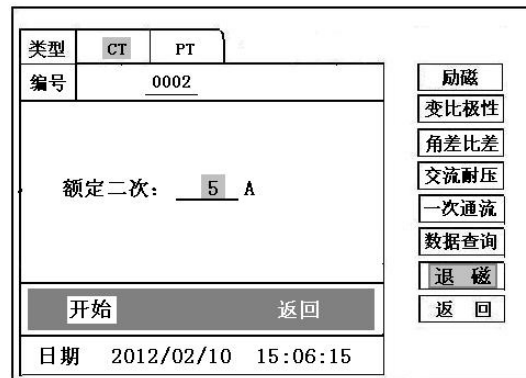 类型 CT PT
编号 0002
额定二次： 5 A
开始 返回
日期 2012/02/10 15:06:15
励磁
变比极性
角差比差
交流耐压
一次通流
数据查询
退 磁
返 回